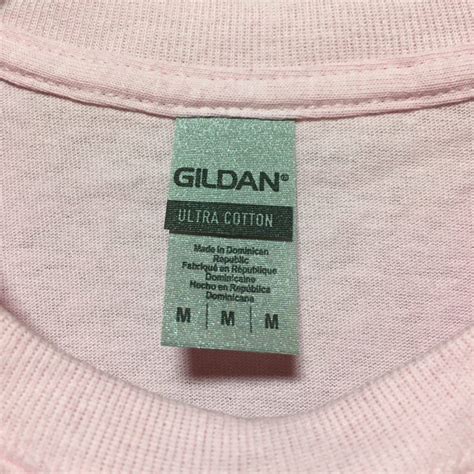 GILDAN®
ULTRA COTTON
Made in Dominican
Republic
Fabriqué en République
Dominicaine
Hecho en República
Dominicana
M | M | M